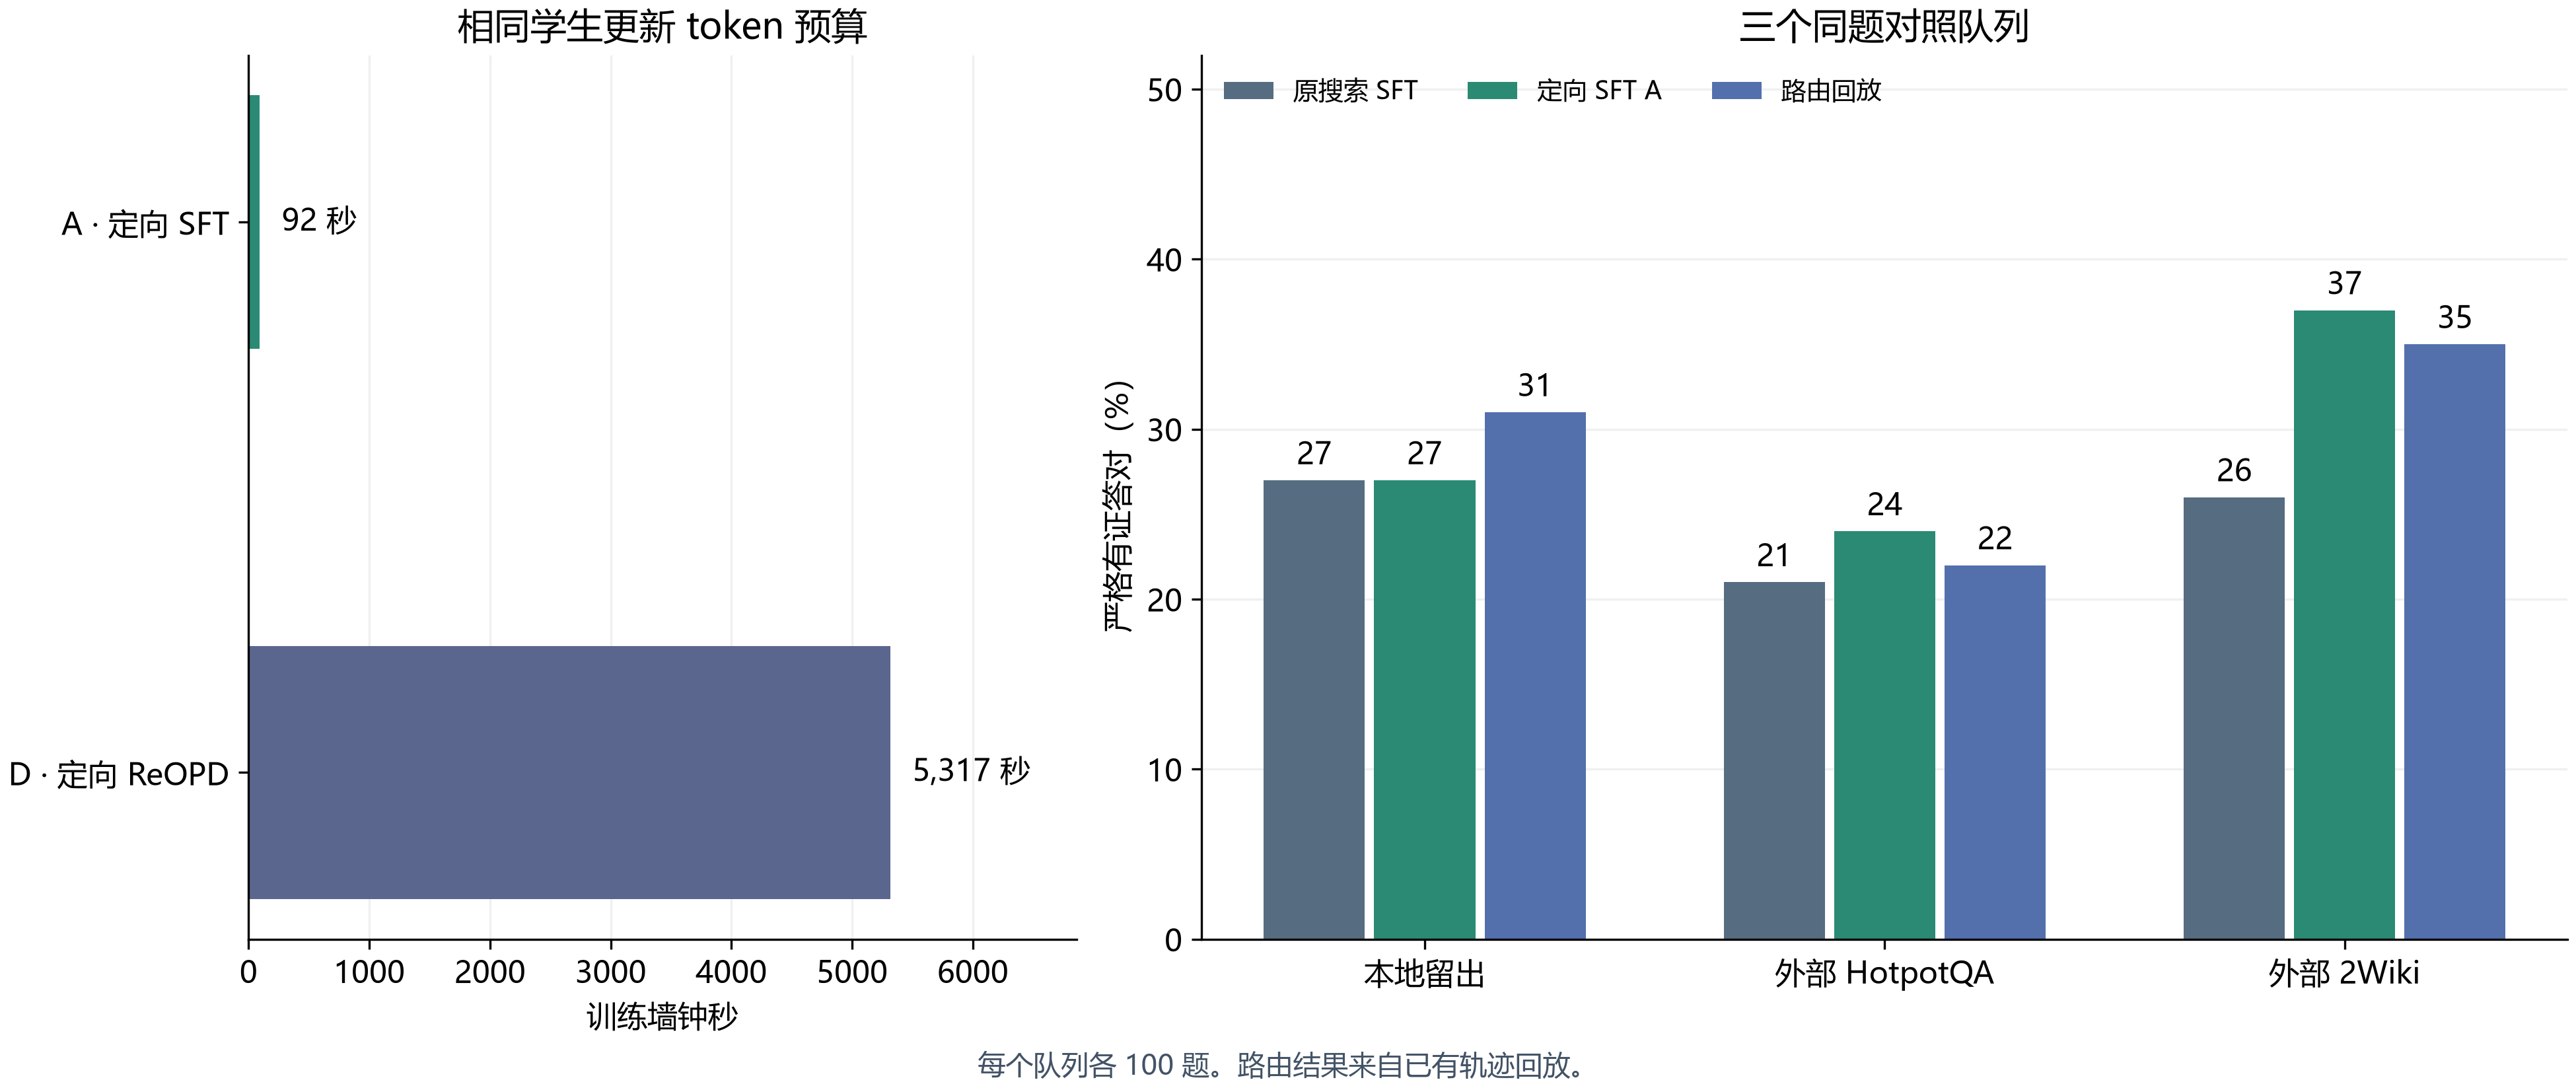 相同学生更新 token 预算
A · 定向 SFT
92 秒
D · 定向 ReOPD
5,317 秒
0 1000 2000 3000 4000 5000 6000
训练墙钟秒
三个同题对照队列
原搜索 SFT 定向 SFT A 路由回放
严格有证答对（%）
50
40
30
20
10
0
27 27 31
21 24 22
26 37 35
本地留出 外部 HotpotQA 外部 2Wiki
每个队列各 100 题。路由结果来自已有轨迹回放。